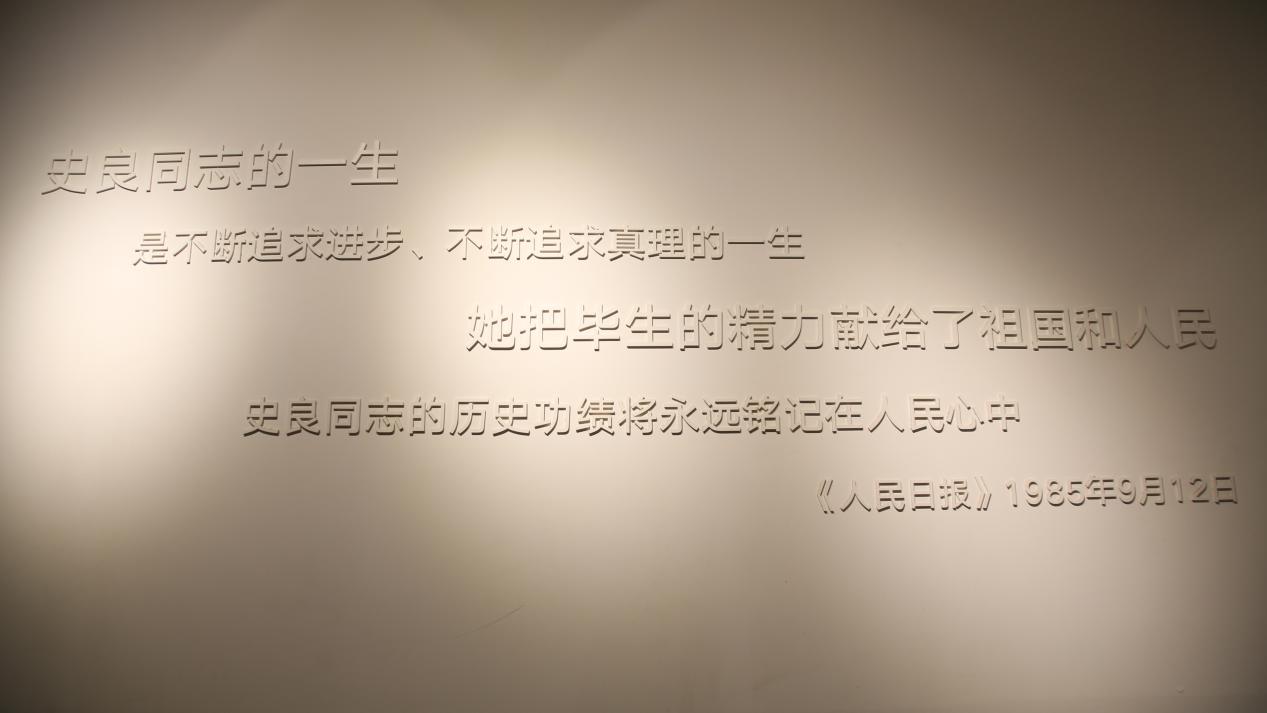 史良同志的一生
是不断追求进步、不断追求真理的一生
她把毕生的精力献给了祖国和人民
史良同志的历史功绩将永远铭记在人民心中
《人民日报》1985年9月12日